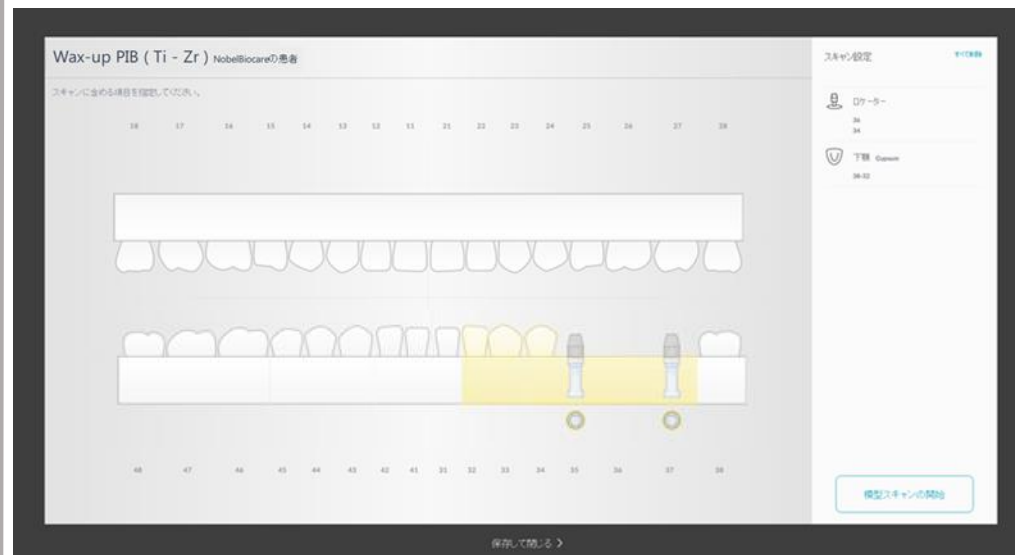 Wax-up PIB ( Ti - Zr ) NobelBiocareの患者
スキャンに含める項目を指定してください。
18 17 16 15 14 13 12 11 21 22 23 24 25 26 27 28
48 47 46 45 44 43 42 41 31 32 33 34 35 36 37 38
スキャン設定
すべて削除
ロケーター
下顎 Gypsum
模型スキャンの開始
保存して閉じる >